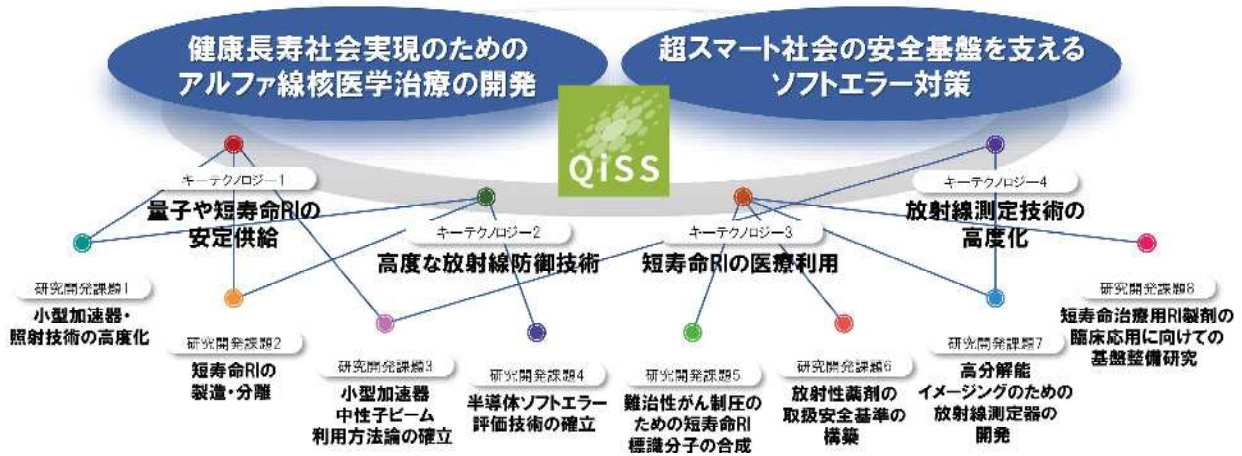 健康長寿社会実現のための
アルファ線核医学治療の開発
超スマート社会の安全基盤を支える
ソフトエラー対策
QiSS
キーテクノロジー1
量子や短寿命RIの
安定供給
キーテクノロジー2
高度な放射線防御技術
キーテクノロジー3
短寿命RIの医療利用
キーテクノロジー4
放射線測定技術の
高度化
研究開発課題1
小型加速器・
照射技術の高度化
研究開発課題2
短寿命RIの
製造・分離
研究開発課題3
小型加速器
中性子ビーム
利用方法論の確立
研究開発課題4
半導体ソフトエラー
評価技術の確立
研究開発課題5
難治性がん制圧の
ための短寿命RI
標識分子の合成
研究開発課題6
放射性薬剤の
取扱安全基準の
構築
研究開発課題7
高分解能
イメージングのための
放射線測定器の
開発
研究開発課題8
短寿命治療用RI製剤の
臨床応用に向けての
基盤整備研究